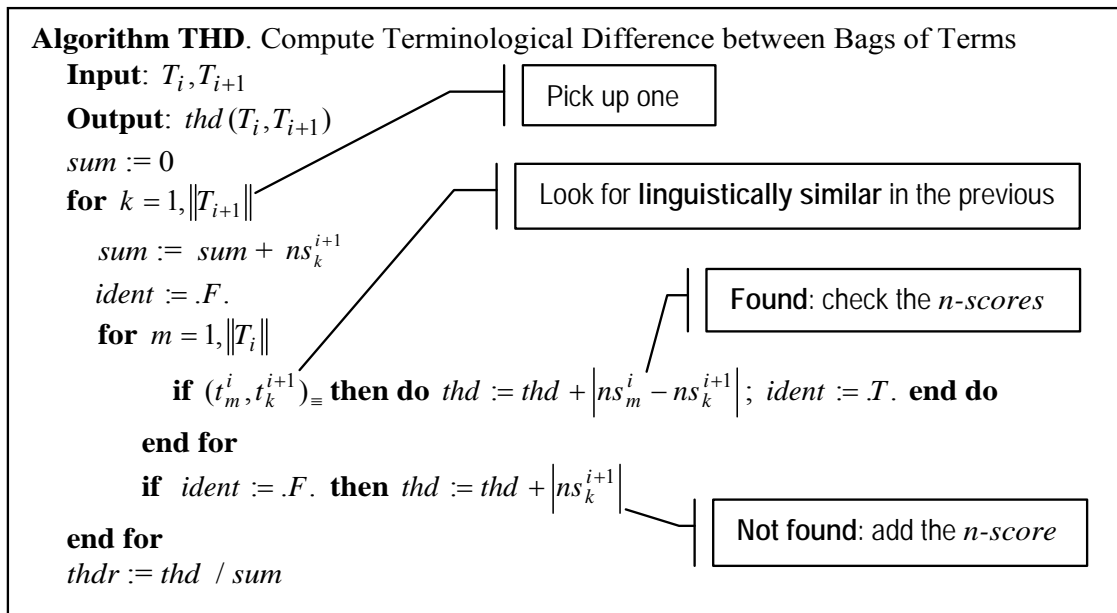 Algorithm THD. Compute Terminological Difference between Bags of Terms
Input: T_i, T_{i+1}
Pick up one
Output: thd(T_i, T_{i+1})
sum := 0
for k = 1, ‖T_{i+1}‖
Look for linguistically similar in the previous
sum := sum + ns_k^{i+1}
ident := .F.
Found: check the n-scores
for m = 1, ‖T_i‖
if (t_m^i, t_k^{i+1})_≡ then do thd := thd + |ns_m^i − ns_k^{i+1}|; ident := .T. end do
end for
if ident := .F. then thd := thd + |ns_k^{i+1}|
Not found: add the n-score
end for
thdr := thd / sum